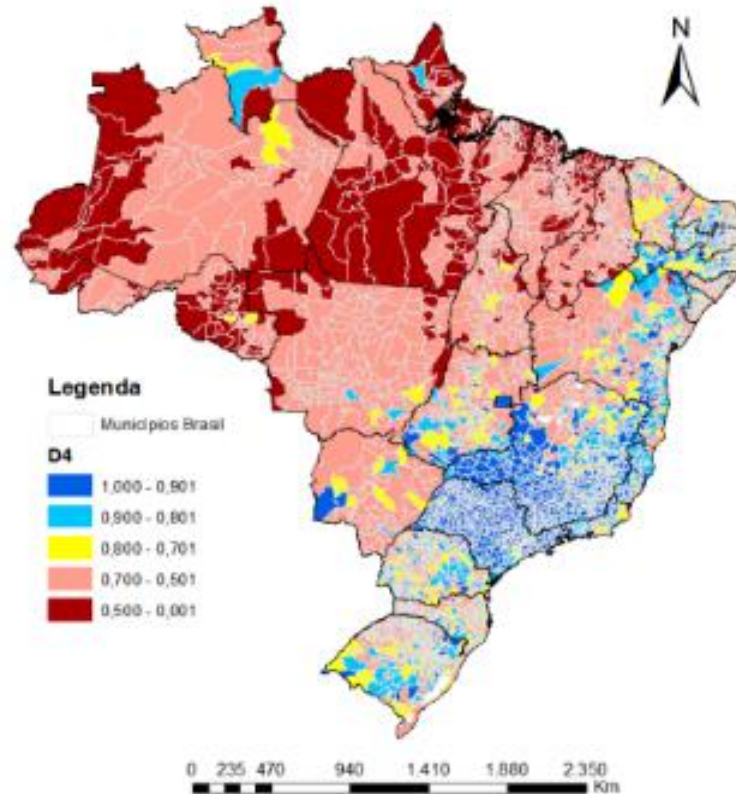 N
Legenda
Municípios Brasil
D4
1,000 - 0,901
0,900 - 0,801
0,800 - 0,701
0,700 - 0,501
0,500 - 0,001
0 235 470 940 1.410 1.880 2.350
Km